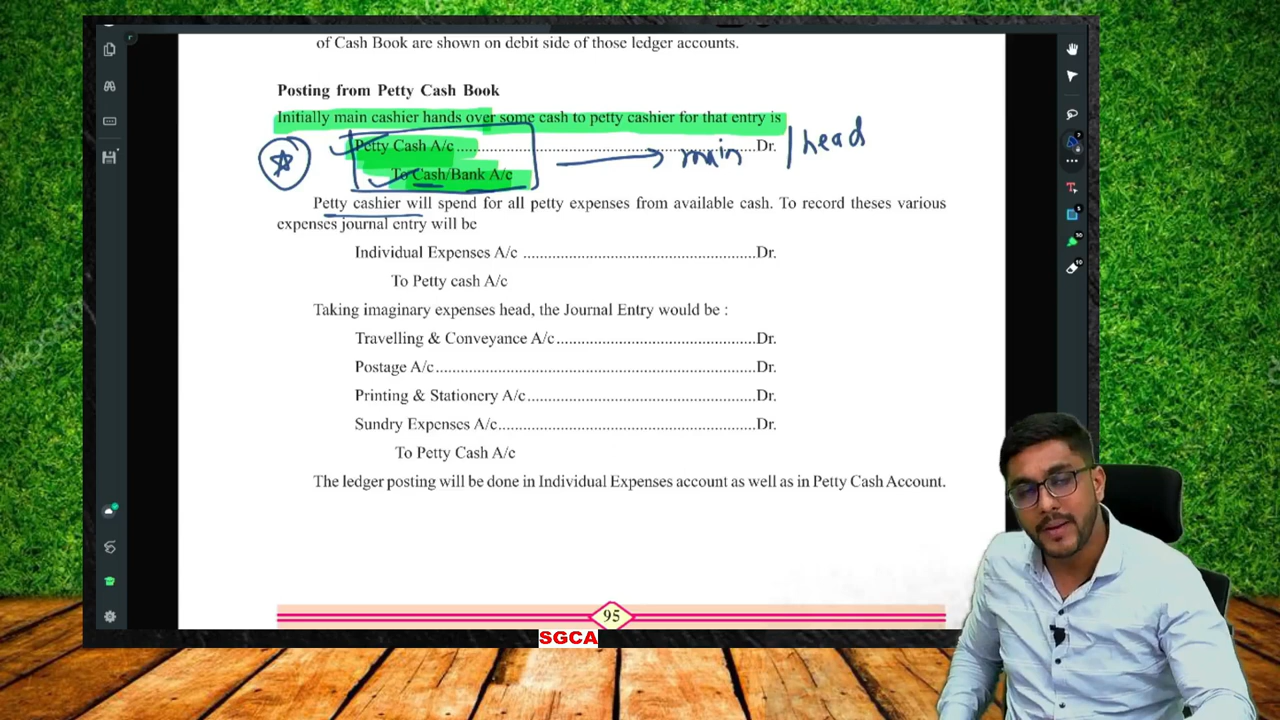 of Cash Book are shown on debit side of those ledger accounts.
Posting from Petty Cash Book
Initially main cashier hands over some cash to petty cashier for that entry is
Petty Cash A/c............................................................Dr.
To Cash/Bank A/c
main / head
Petty cashier will spend for all petty expenses from available cash. To record theses various
expenses journal entry will be
Individual Expenses A/c ...............................................Dr.
To Petty cash A/c
Taking imaginary expenses head, the Journal Entry would be :
Travelling & Conveyance A/c........................................Dr.
Postage A/c................................................................Dr.
Printing & Stationery A/c..............................................Dr.
Sundry Expenses A/c....................................................Dr.
To Petty Cash A/c
The ledger posting will be done in Individual Expenses account as well as in Petty Cash Account.
95
SGCA